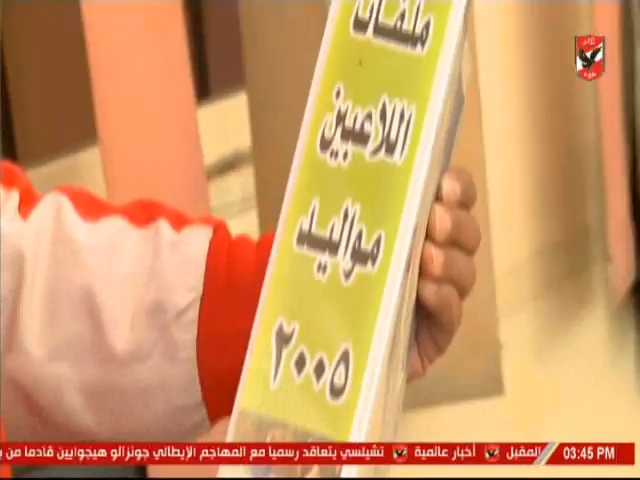 ملفات
اللاعبين
مواليد
٢٠٠٥
المقبل أخبار عالمية تشيلسي يتعاقد رسميا مع المهاجم الإيطالي جونزالو هيجوايين قادما من
03:45 PM